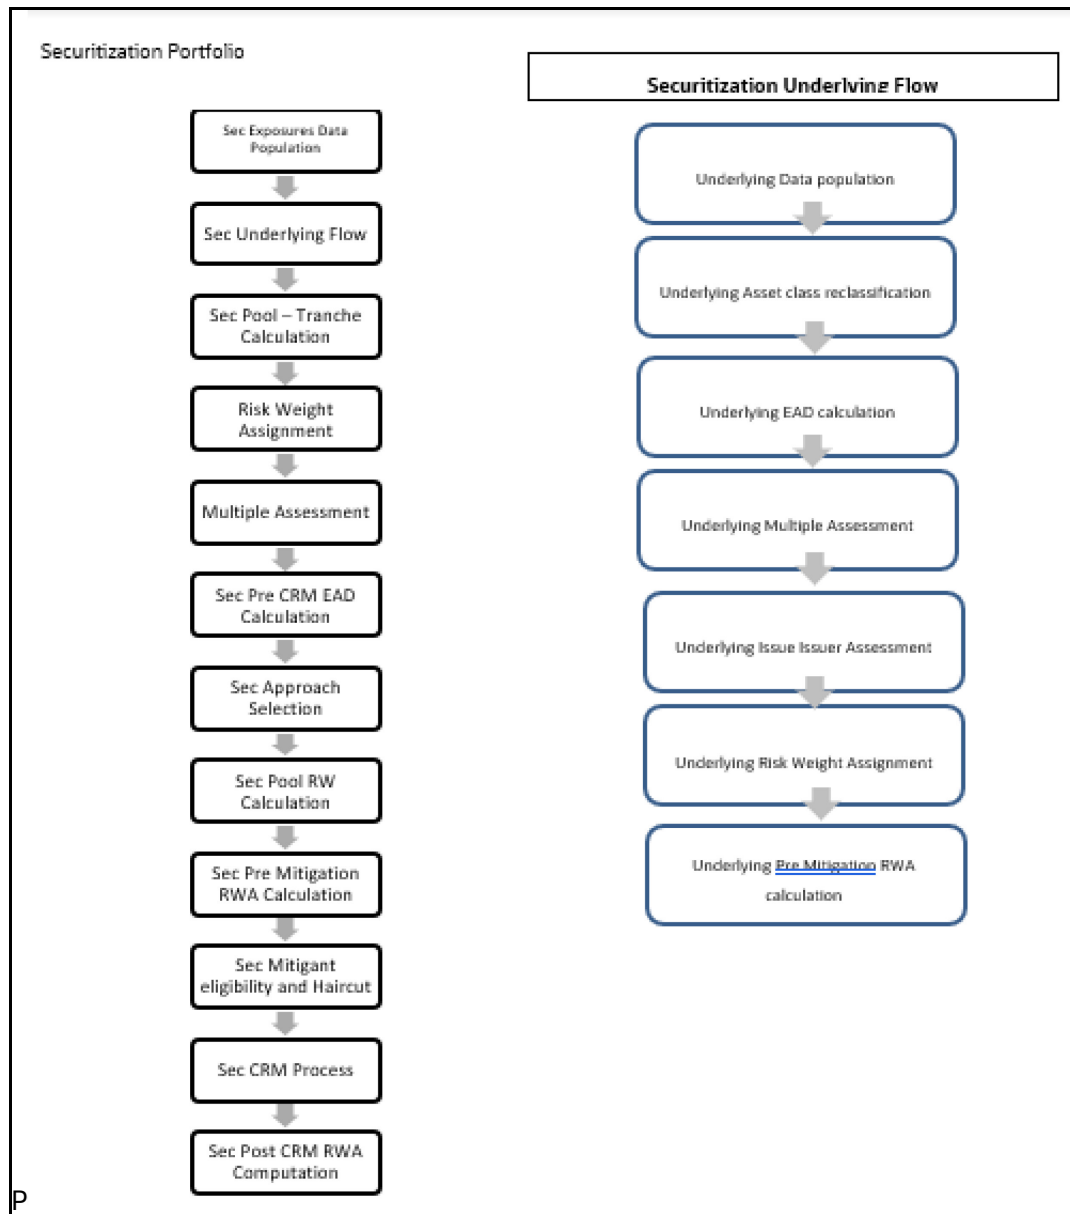 Securitization Portfolio
Sec Exposures Data
Population
Sec Underlying Flow
Sec Pool – Tranche
Calculation
Risk Weight
Assignment
Multiple Assessment
Sec Pre CRM EAD
Calculation
Sec Approach
Selection
Sec Pool RW
Calculation
Sec Pre Mitigation
RWA Calculation
Sec Mitigant
eligibility and Haircut
Sec CRM Process
Sec Post CRM RWA
Computation
Securitization Underlying Flow
Underlying Data population
Underlying Asset class reclassification
Underlying EAD calculation
Underlying Multiple Assessment
Underlying Issue Issuer Assessment
Underlying Risk Weight Assignment
Underlying Pre Mitigation RWA
calculation
P